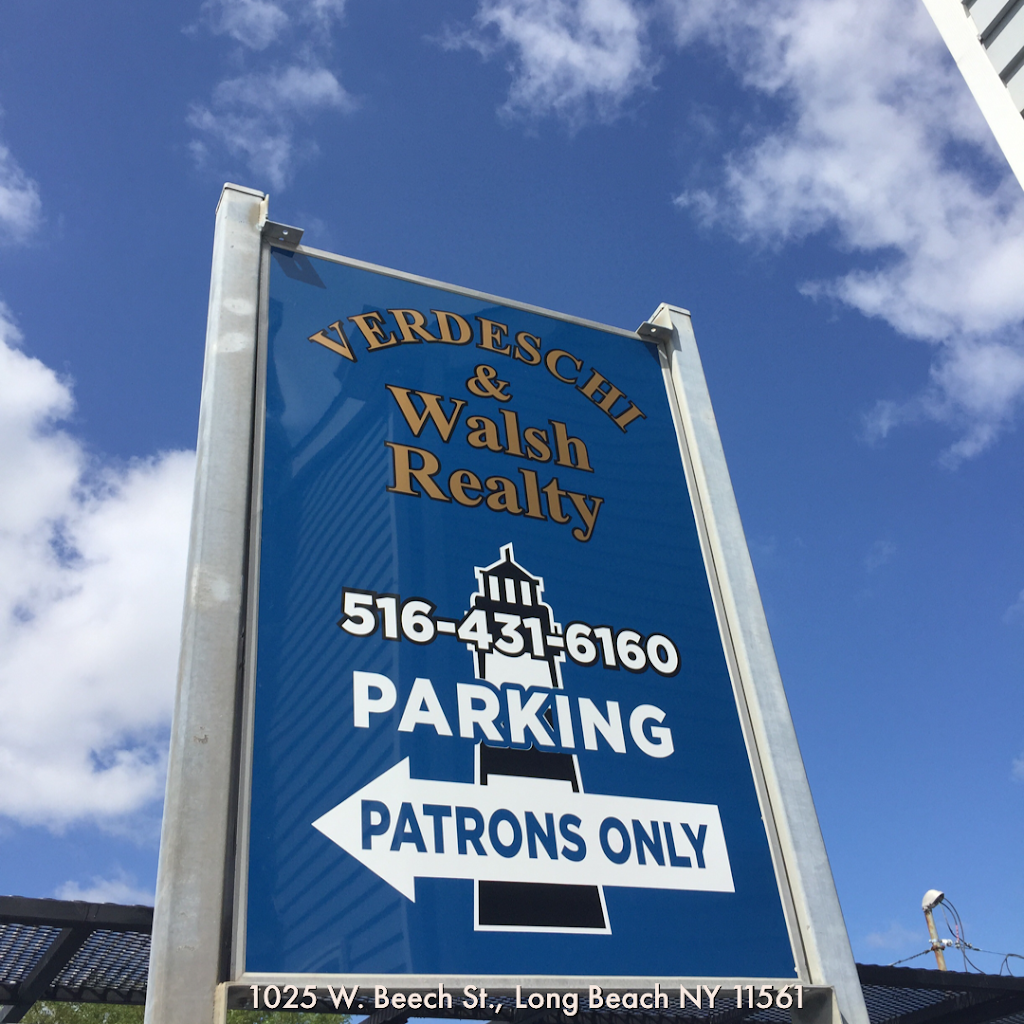 VERDESCHI
&
Walsh
Realty
516-431-6160
PARKING
PATRONS ONLY
1025 W. Beech St., Long Beach NY 11561